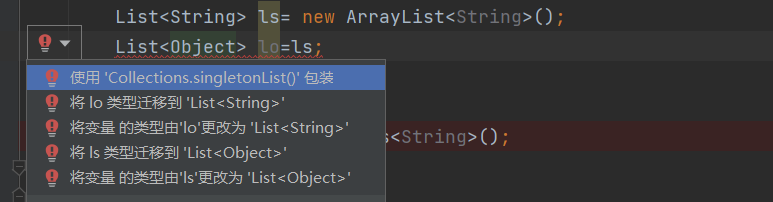 List<String> ls= new ArrayList<String>();
List<Object> lo=ls;
使用 'Collections.singletonList()' 包装
将 lo 类型迁移到 'List<String>'
将变量 的类型由'lo'更改为 'List<String>'
s<String>();
将 ls 类型迁移到 'List<Object>'
将变量 的类型由'ls'更改为 'List<Object>'